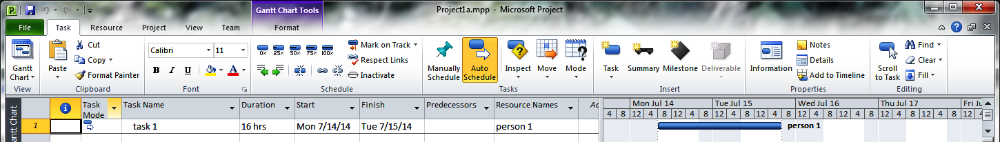 Gantt Chart Tools
Project1a.mpp - Microsoft Project
File Task Resource Project View Team Format
Gantt Chart
View
Paste
Cut
Copy
Format Painter
Clipboard
Calibri 11
B I U A
Font
0% 25% 50% 75% 100%
Mark on Track
Respect Links
Inactivate
Schedule
Manually Schedule
Auto Schedule
Inspect
Move
Mode
Tasks
Task
Summary
Milestone
Deliverable
Insert
Information
Notes
Details
Add to Timeline
Properties
Scroll to Task
Find
Clear
Fill
Editing
Task Mode Task Name Duration Start Finish Predecessors Resource Names Ad
Mon Jul 14 Tue Jul 15 Wed Jul 16 Thu Jul 17 Fri Ju
4 8 12 4 8 12 4 8 12 4 8 12 4 8 12 4 8 12 4 8 12 4 8 12 4 8
1 task 1 16 hrs Mon 7/14/14 Tue 7/15/14 person 1
person 1
ntt Chart